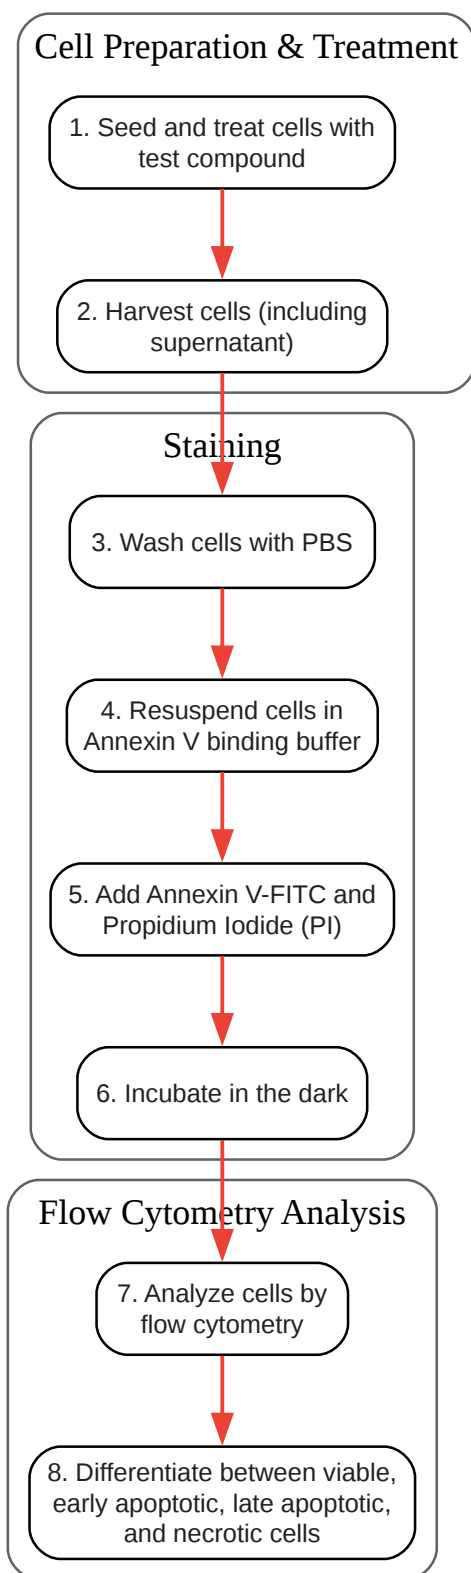 Cell Preparation & Treatment
1. Seed and treat cells with
test compound
2. Harvest cells (including
supernatant)
Staining
3. Wash cells with PBS
4. Resuspend cells in
Annexin V binding buffer
5. Add Annexin V-FITC and
Propidium Iodide (PI)
6. Incubate in the dark
Flow Cytometry Analysis
7. Analyze cells by
flow cytometry
8. Differentiate between viable,
early apoptotic, late apoptotic,
and necrotic cells